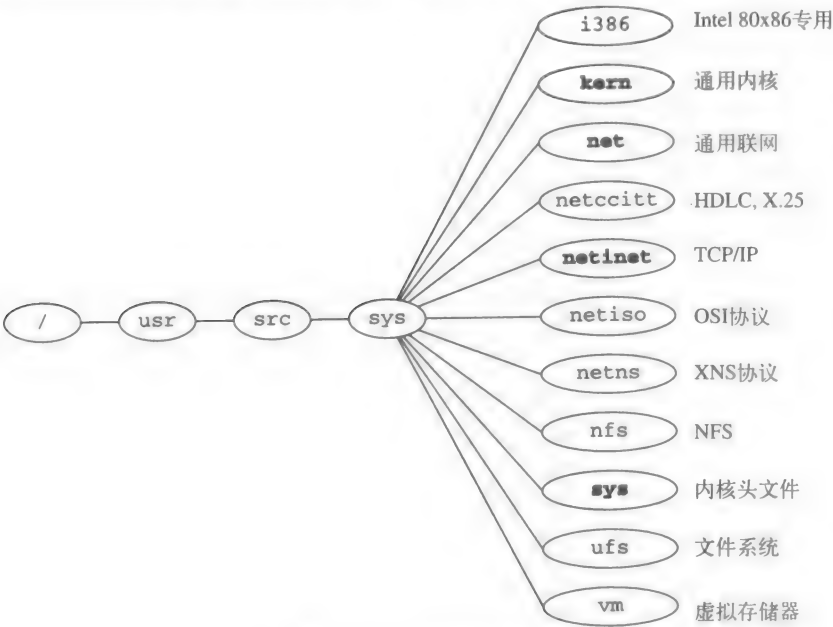 i386 Intel 80x86专用
kern 通用内核
net 通用联网
netccitt HDLC, X.25
netinet TCP/IP
/ usr src sys netiso OSI协议
netns XNS协议
nfs NFS
sys 内核头文件
ufs 文件系统
vm 虚拟存储器